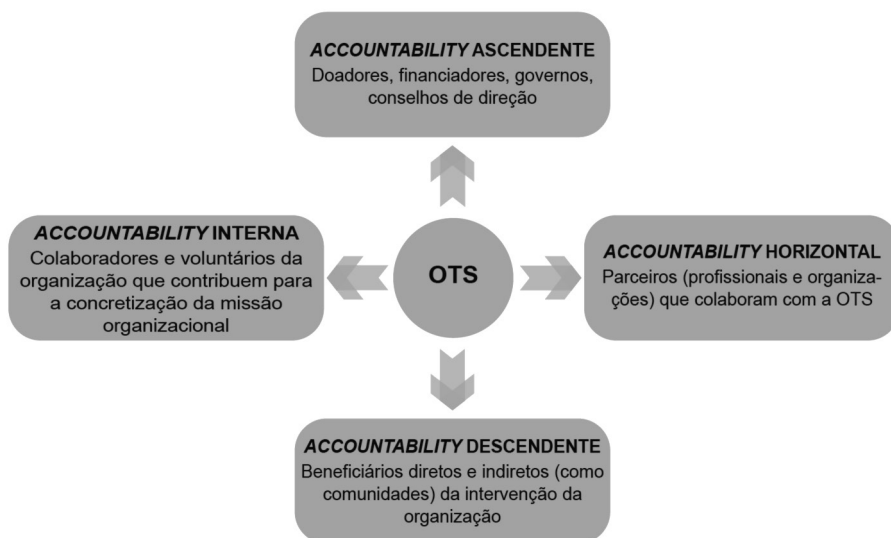 ACCOUNTABILITY ASCENDENTE
Doadores, financiadores, governos,
conselhos de direção
ACCOUNTABILITY INTERNA
Colaboradores e voluntários da
organização que contribuem para
a concretização da missão
organizacional
OTS
ACCOUNTABILITY HORIZONTAL
Parceiros (profissionais e organiza-
ções) que colaboram com a OTS
ACCOUNTABILITY DESCENDENTE
Beneficiários diretos e indiretos (como
comunidades) da intervenção da
organização